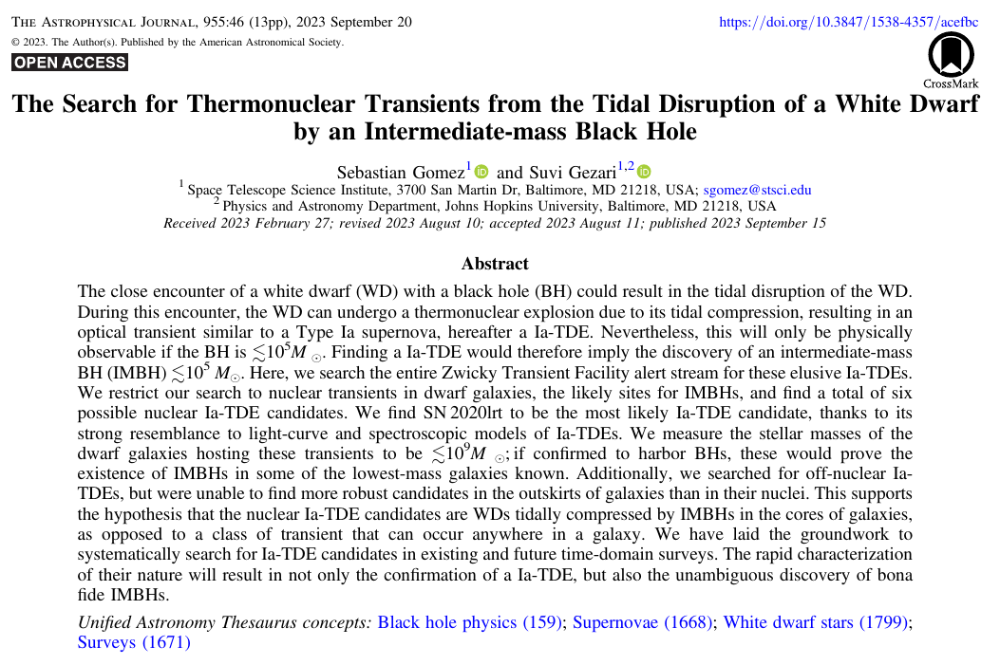 THE ASTROPHYSICAL JOURNAL, 955:46 (13pp), 2023 September 20
https://doi.org/10.3847/1538-4357/acefbc
© 2023. The Author(s). Published by the American Astronomical Society.
OPEN ACCESS
CrossMark
The Search for Thermonuclear Transients from the Tidal Disruption of a White Dwarf
by an Intermediate-mass Black Hole
Sebastian Gomez1 iD and Suvi Gezari1,2 iD
1 Space Telescope Science Institute, 3700 San Martin Dr, Baltimore, MD 21218, USA; sgomez@stsci.edu
2 Physics and Astronomy Department, Johns Hopkins University, Baltimore, MD 21218, USA
Received 2023 February 27; revised 2023 August 10; accepted 2023 August 11; published 2023 September 15
Abstract
The close encounter of a white dwarf (WD) with a black hole (BH) could result in the tidal disruption of the WD.
During this encounter, the WD can undergo a thermonuclear explosion due to its tidal compression, resulting in an
optical transient similar to a Type Ia supernova, hereafter a Ia-TDE. Nevertheless, this will only be physically
observable if the BH is ≲10⁵M ☉. Finding a Ia-TDE would therefore imply the discovery of an intermediate-mass
BH (IMBH) ≲10⁵ M☉. Here, we search the entire Zwicky Transient Facility alert stream for these elusive Ia-TDEs.
We restrict our search to nuclear transients in dwarf galaxies, the likely sites for IMBHs, and find a total of six
possible nuclear Ia-TDE candidates. We find SN 2020lrt to be the most likely Ia-TDE candidate, thanks to its
strong resemblance to light-curve and spectroscopic models of Ia-TDEs. We measure the stellar masses of the
dwarf galaxies hosting these transients to be ≲10⁹M ☉; if confirmed to harbor BHs, these would prove the
existence of IMBHs in some of the lowest-mass galaxies known. Additionally, we searched for off-nuclear Ia-
TDEs, but were unable to find more robust candidates in the outskirts of galaxies than in their nuclei. This supports
the hypothesis that the nuclear Ia-TDE candidates are WDs tidally compressed by IMBHs in the cores of galaxies,
as opposed to a class of transient that can occur anywhere in a galaxy. We have laid the groundwork to
systematically search for Ia-TDE candidates in existing and future time-domain surveys. The rapid characterization
of their nature will result in not only the confirmation of a Ia-TDE, but also the unambiguous discovery of bona
fide IMBHs.
Unified Astronomy Thesaurus concepts: Black hole physics (159); Supernovae (1668); White dwarf stars (1799);
Surveys (1671)